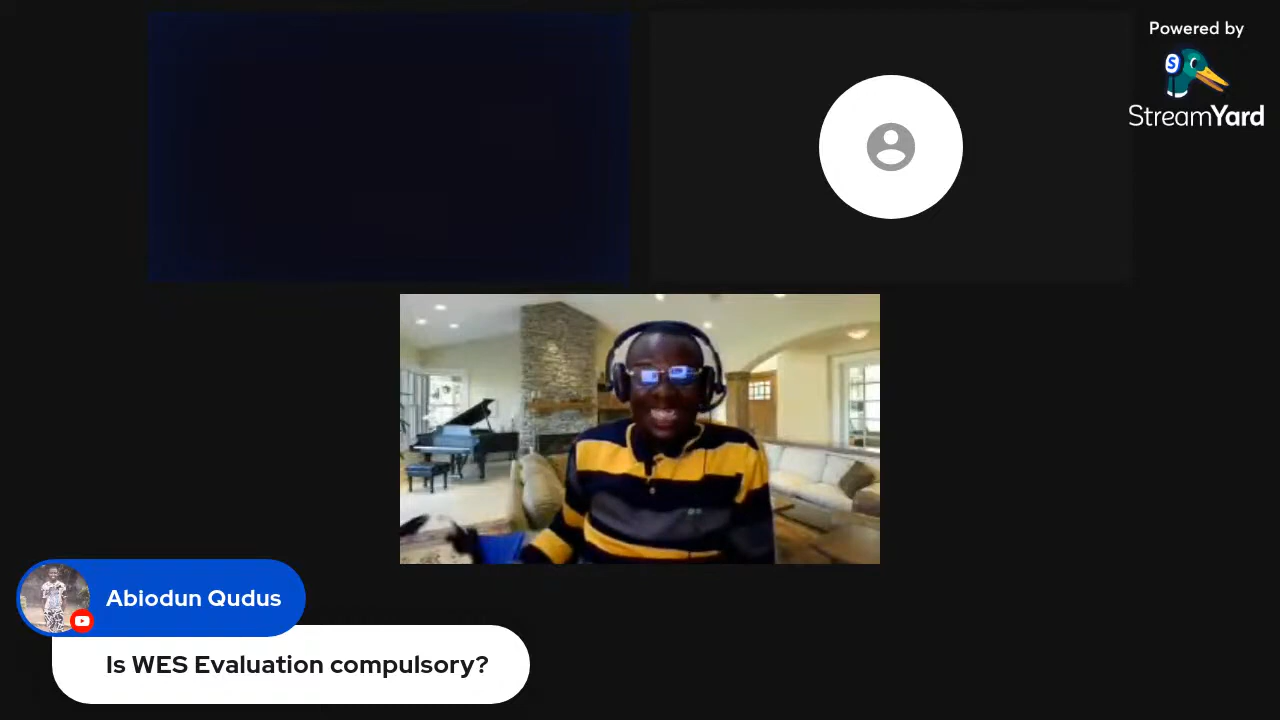 Powered by
StreamYard
Abiodun Qudus
Is WES Evaluation compulsory?